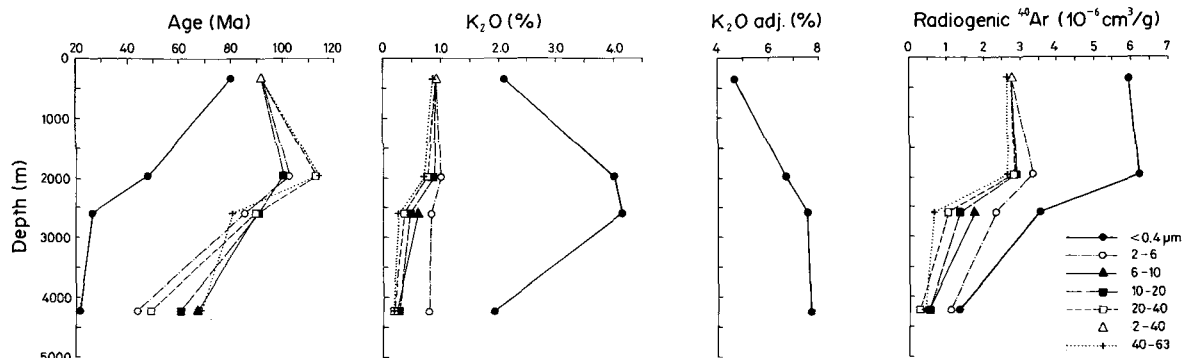 Age (Ma)
20 40 60 80 100 120
K₂O (%)
0 1.0 2.0 3.0 4.0
K₂O adj. (%)
4 6 8
Radiogenic ⁴⁰Ar (10⁻⁶ cm³/g)
0 1 2 3 4 5 6 7
Depth (m)
0
1000
2000
3000
4000
5000
<0.4 µm
2-6
6-10
10-20
20-40
2-40
40-63